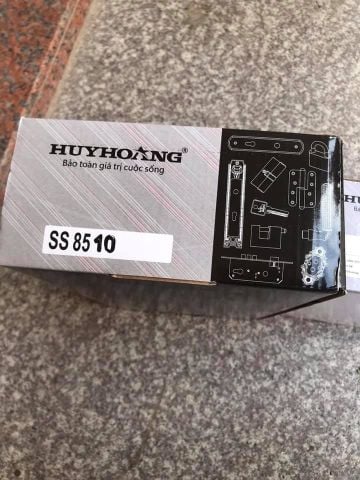 HUYHOANG®
Bảo toàn giá trị cuộc sống
SS 8510